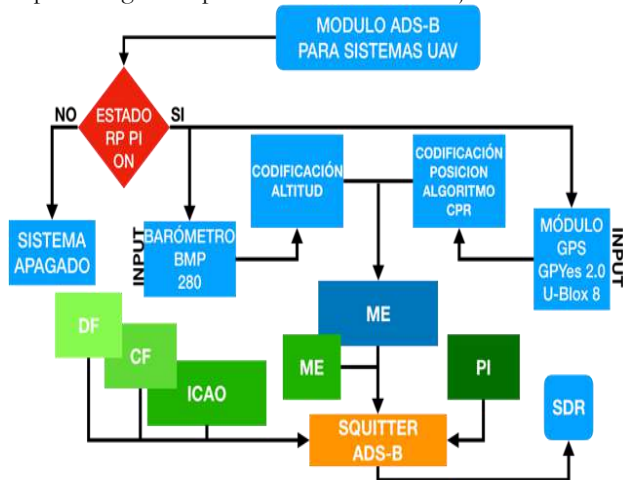 MODULO ADS-B
PARA SISTEMAS UAV
NO
SI
ESTADO
RP PI
ON
CODIFICACIÓN
ALTITUD
CODIFICACIÓN
POSICION
ALGORITMO
CPR
SISTEMA
APAGADO
INPUT
BARÓMETRO
BMP
280
MÓDULO
GPS
GPYes 2.0
U-Blox 8
INPUT
DF
CF
ICAO
ME
ME
PI
SQUITTER
ADS-B
SDR